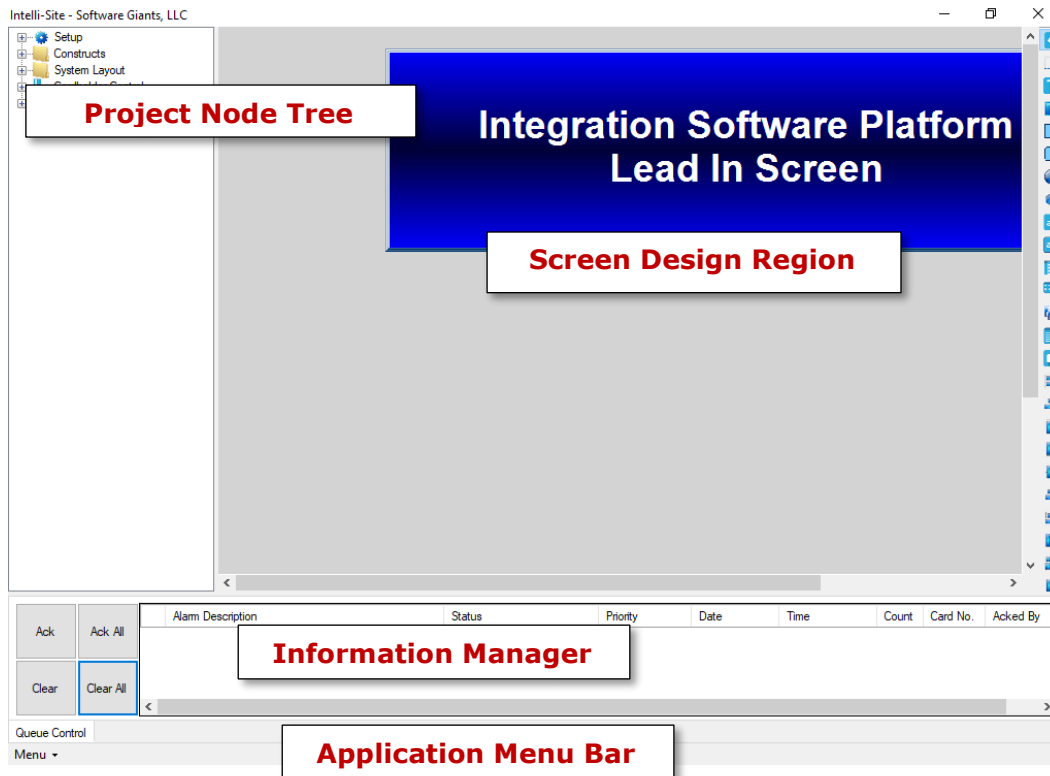 Intelli-Site - Software Giants, LLC
Setup
Constructs
System Layout
Project Node Tree
Integration Software Platform
Lead In Screen
Screen Design Region
Ack
Ack All
Clear
Clear All
Alarm Description Status Priority Date Time Count Card No. Acked By
Information Manager
Queue Control
Menu
Application Menu Bar